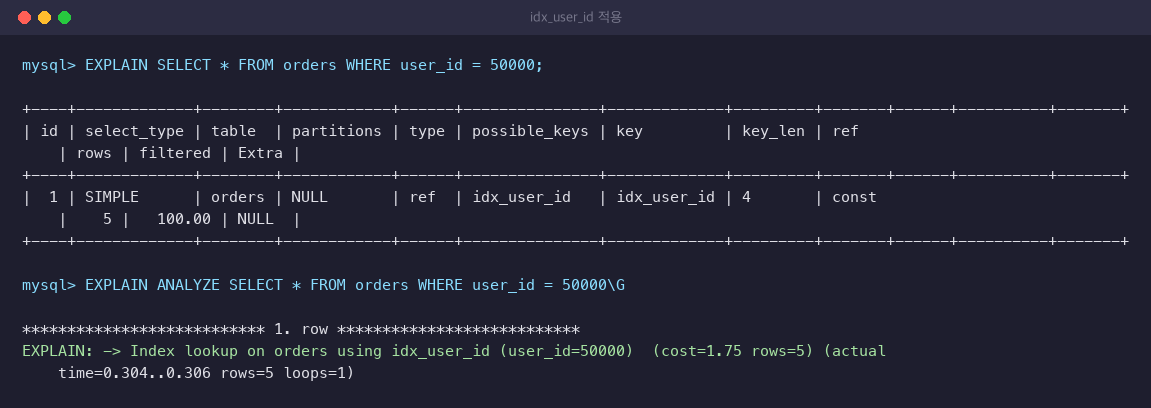 idx_user_id 적용
mysql> EXPLAIN SELECT * FROM orders WHERE user_id = 50000;
+----+-------------+--------+------------+------+---------------+-------------+---------+-------+------+----------+-------+
| id | select_type | table  | partitions | type | possible_keys | key         | key_len | ref
    | rows | filtered | Extra |
+----+-------------+--------+------------+------+---------------+-------------+---------+-------+------+----------+-------+
|  1 | SIMPLE      | orders | NULL       | ref  | idx_user_id   | idx_user_id | 4       | const
    |    5 |   100.00 | NULL  |
+----+-------------+--------+------------+------+---------------+-------------+---------+-------+------+----------+-------+
mysql> EXPLAIN ANALYZE SELECT * FROM orders WHERE user_id = 50000\G
*************************** 1. row ***************************
EXPLAIN: -> Index lookup on orders using idx_user_id (user_id=50000)  (cost=1.75 rows=5) (actual
    time=0.304..0.306 rows=5 loops=1)